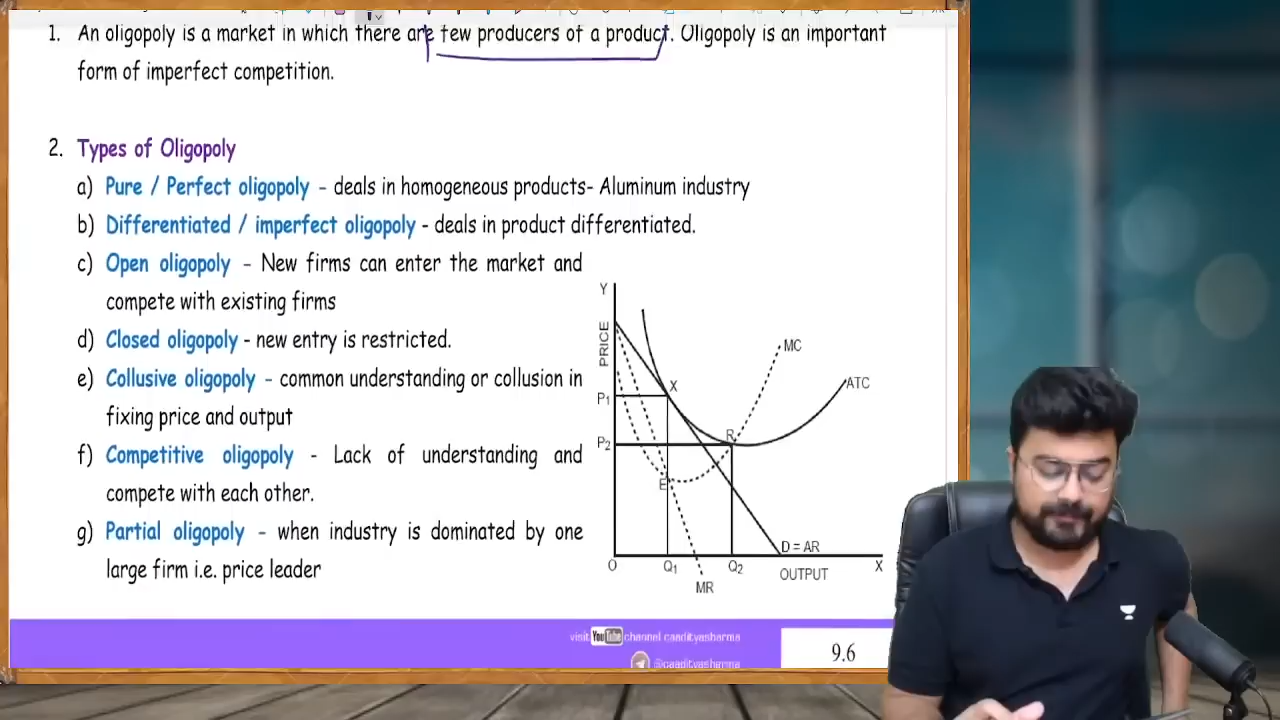 1. An oligopoly is a market in which there are few producers of a product. Oligopoly is an important
form of imperfect competition.
2. Types of Oligopoly
a) Pure / Perfect oligopoly - deals in homogeneous products- Aluminum industry
b) Differentiated / imperfect oligopoly - deals in product differentiated.
c) Open oligopoly - New firms can enter the market and
compete with existing firms
d) Closed oligopoly - new entry is restricted.
e) Collusive oligopoly - common understanding or collusion in
fixing price and output
f) Competitive oligopoly - Lack of understanding and
compete with each other.
g) Partial oligopoly - when industry is dominated by one
large firm i.e. price leader
Y
PRICE
MC
X
ATC
P1
P2
R
E
D = AR
O
Q1
Q2
X
OUTPUT
MR
visit YouTube channel caadityasharma
@caadityasharma
9.6